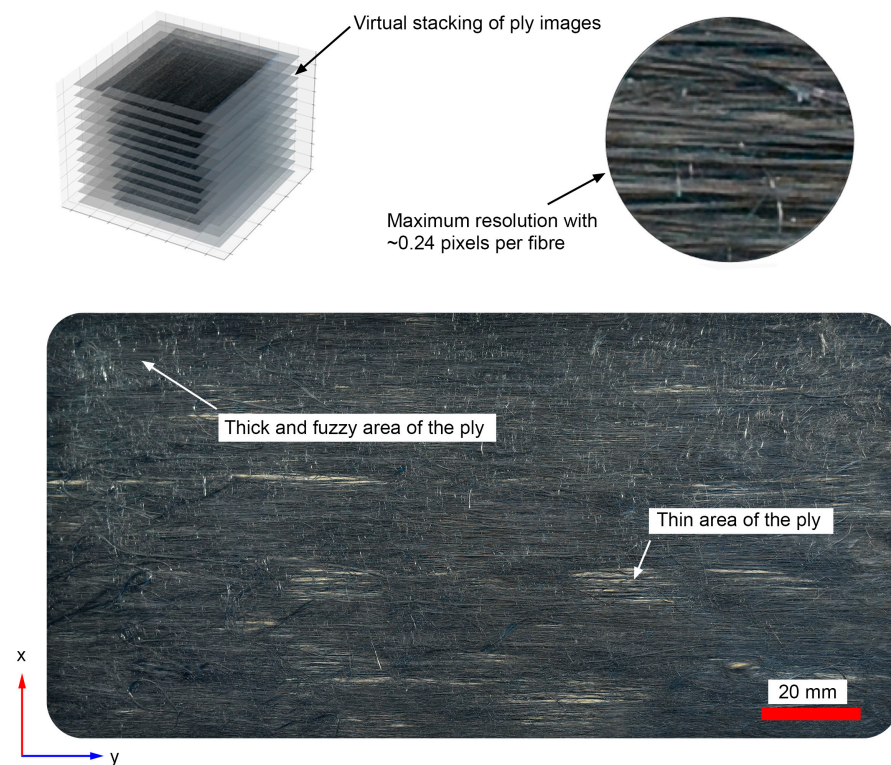 Virtual stacking of ply images
Maximum resolution with
~0.24 pixels per fibre
Thick and fuzzy area of the ply
Thin area of the ply
20 mm
x
y